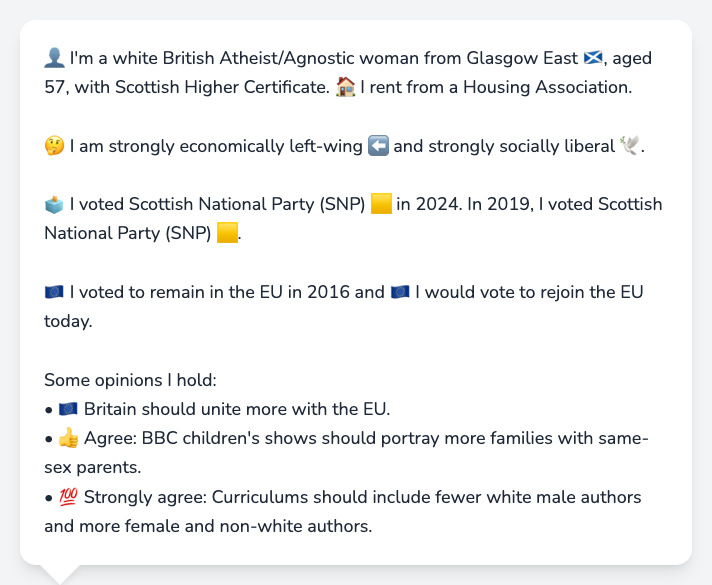 👤 I'm a white British Atheist/Agnostic woman from Glasgow East 🏴󠁧󠁢󠁳󠁣󠁴󠁿, aged
57, with Scottish Higher Certificate. 🏠 I rent from a Housing Association.
🤔 I am strongly economically left-wing ⬅️ and strongly socially liberal 🕊️.
🗳️ I voted Scottish National Party (SNP) 🟨 in 2024. In 2019, I voted Scottish
National Party (SNP) 🟨.
🇪🇺 I voted to remain in the EU in 2016 and 🇪🇺 I would vote to rejoin the EU
today.
Some opinions I hold:
• 🇪🇺 Britain should unite more with the EU.
• 👍 Agree: BBC children's shows should portray more families with same-
sex parents.
• 💯 Strongly agree: Curriculums should include fewer white male authors
and more female and non-white authors.